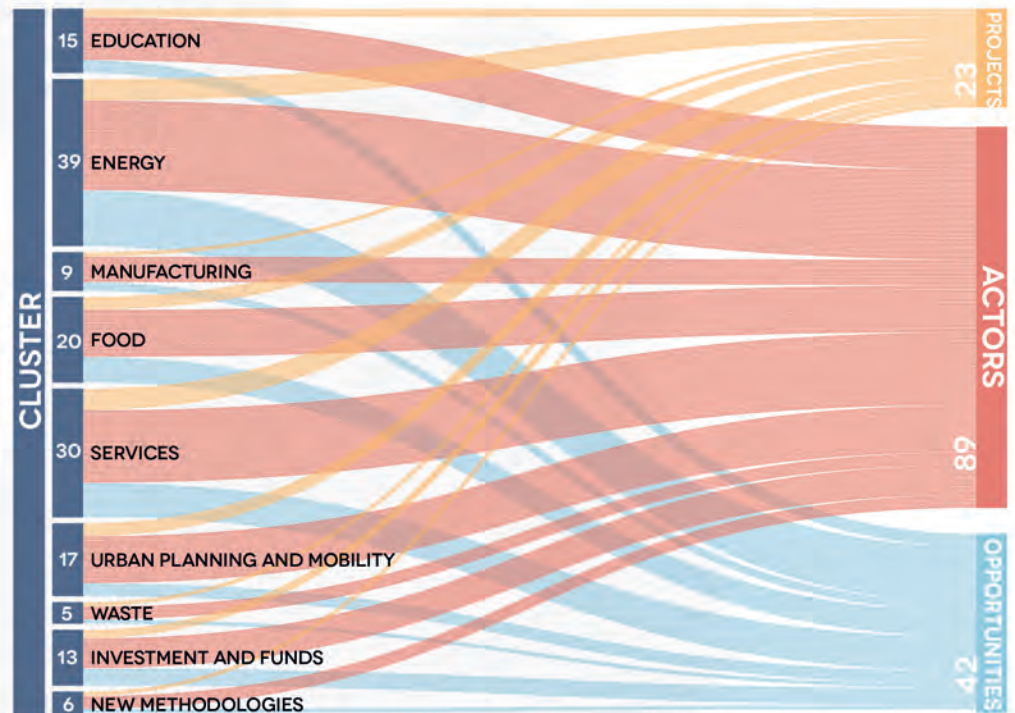 CLUSTER
15 EDUCATION
39 ENERGY
9 MANUFACTURING
20 FOOD
30 SERVICES
17 URBAN PLANNING AND MOBILITY
5 WASTE
13 INVESTMENT AND FUNDS
6 NEW METHODOLOGIES
PROJECTS
23
ACTORS
89
OPPORTUNITIES
42